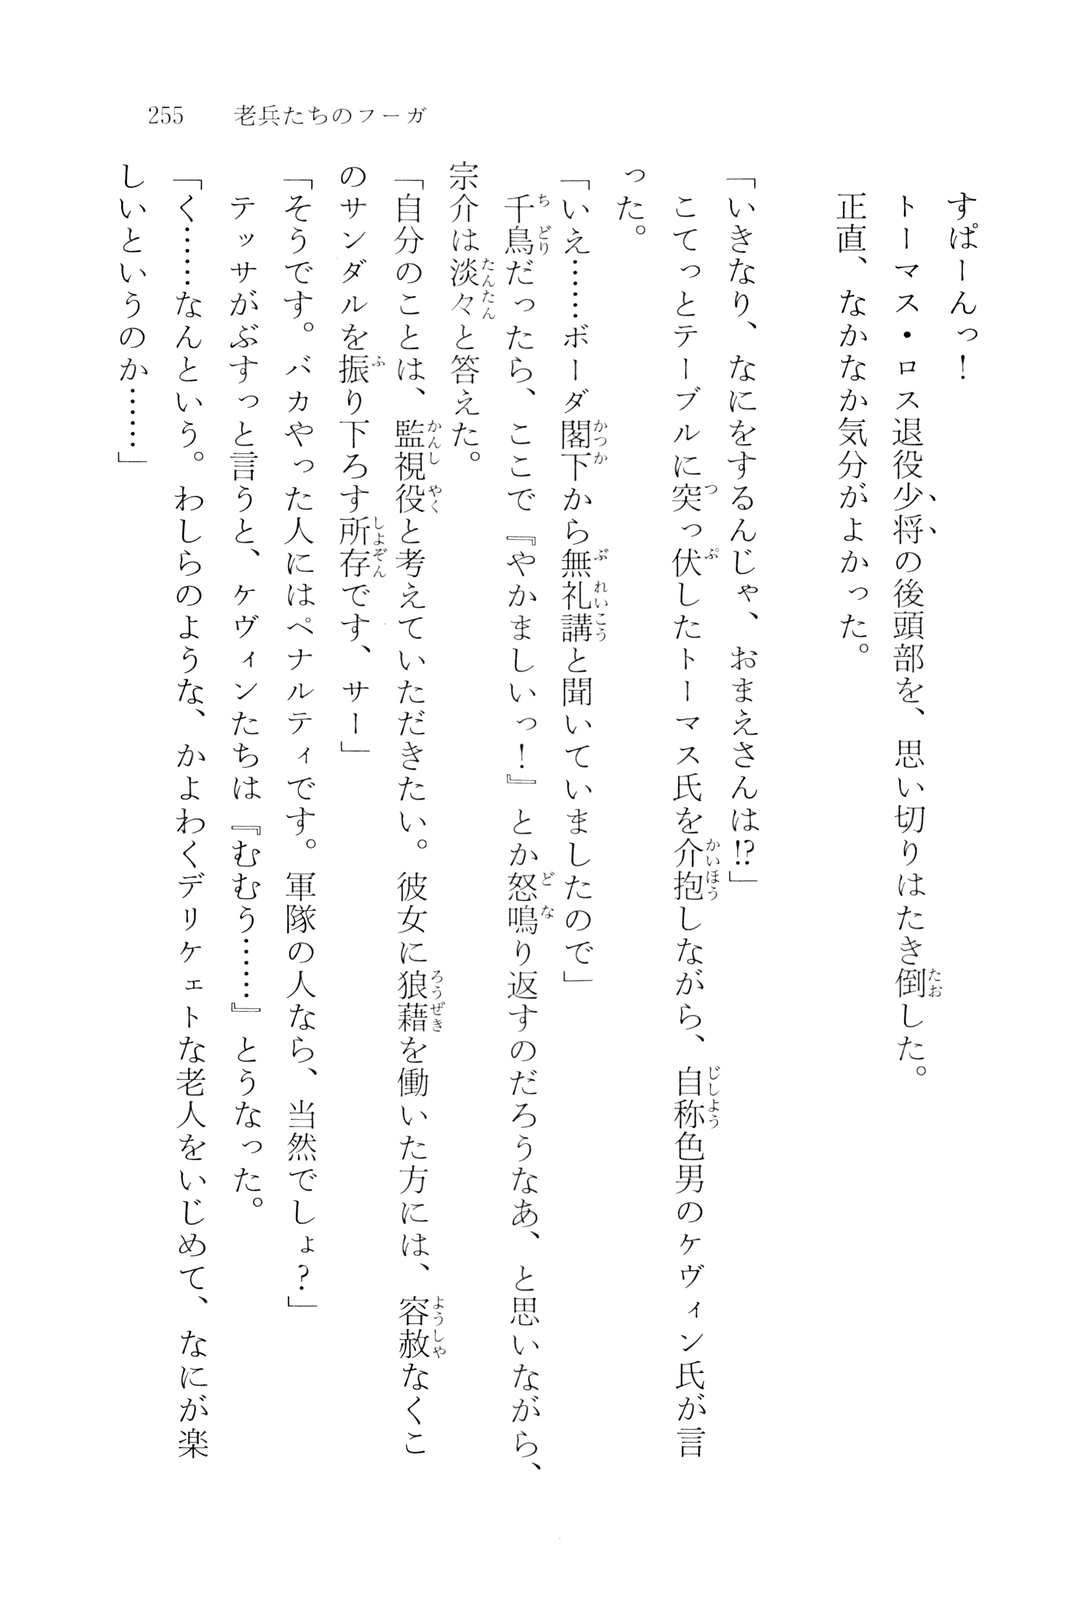 255　老兵たちのフーガ
すぱーんっ！
トーマス・ロス退役少将の後頭部を、思い切りはたき倒した。
正直、なかなか気分がよかった。
「いきなり、なにをするんじゃ、おまえさんは!?」
こてっとテーブルに突っ伏したトーマス氏を介抱しながら、自称色男のケヴィン氏が言
った。
「いえ……ボーダ閣下から無礼講と聞いていましたので」
千鳥だったら、ここで『やかましいっ！』とか怒鳴り返すのだろうなあ、と思いながら、
宗介は淡々と答えた。
「自分のことは、監視役と考えていただきたい。彼女に狼藉を働いた方には、容赦なくこ
のサンダルを振り下ろす所存です、サー」
「そうです。バカやった人にはペナルティです。軍隊の人なら、当然でしょ？」
テッサがぶすっと言うと、ケヴィンたちは『むむう……』とうなった。
「く……なんという。わしらのような、かよわくデリケェトな老人をいじめて、なにが楽
しいというのか……」